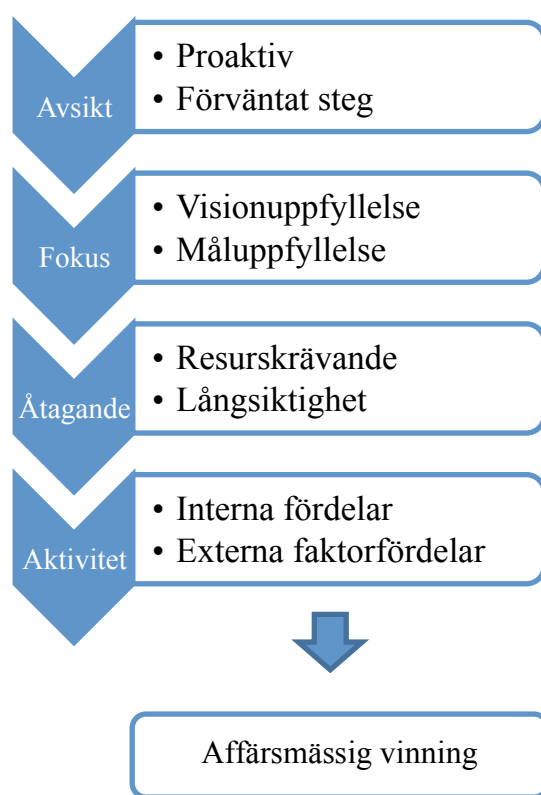 Avsikt
• Proaktiv
• Förväntat steg
Fokus
• Visionuppfyllelse
• Måluppfyllelse
Åtagande
• Resurskrävande
• Långsiktighet
Aktivitet
• Interna fördelar
• Externa faktorfördelar
Affärsmässig vinning